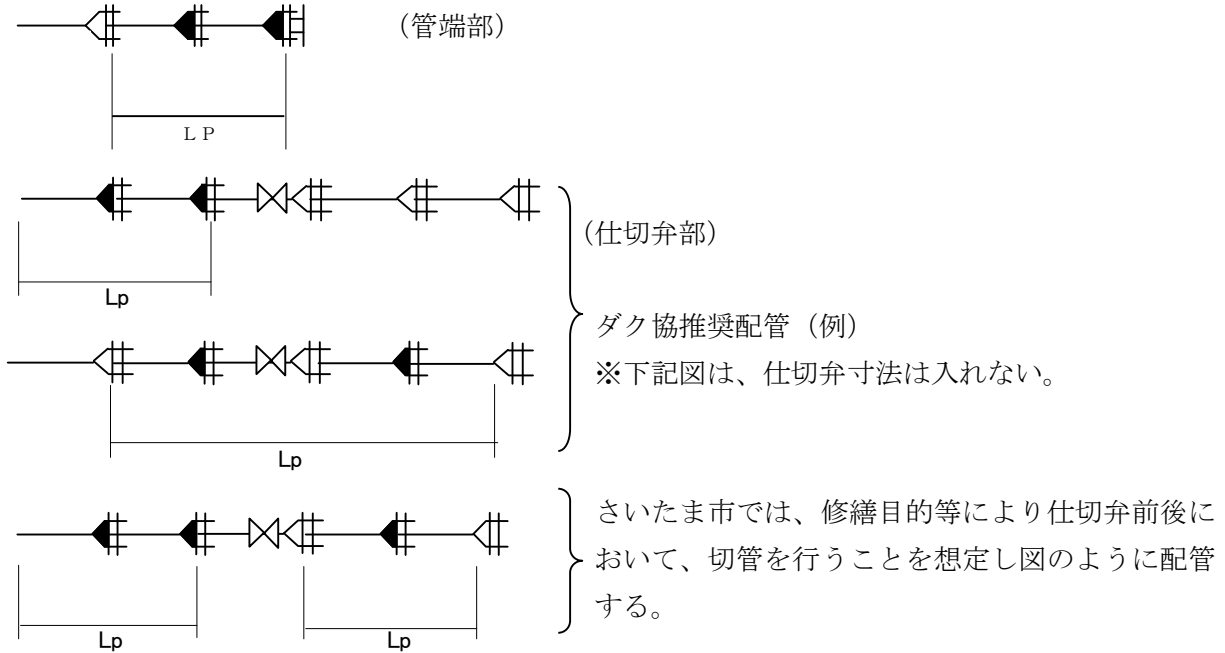 (管端部)
ＬＰ
(仕切弁部)
Lp
ダク協推奨配管（例）
※下記図は、仕切弁寸法は入れない。
Lp
さいたま市では、修繕目的等により仕切弁前後に
おいて、切管を行うことを想定し図のように配管
する。
Lp
Lp